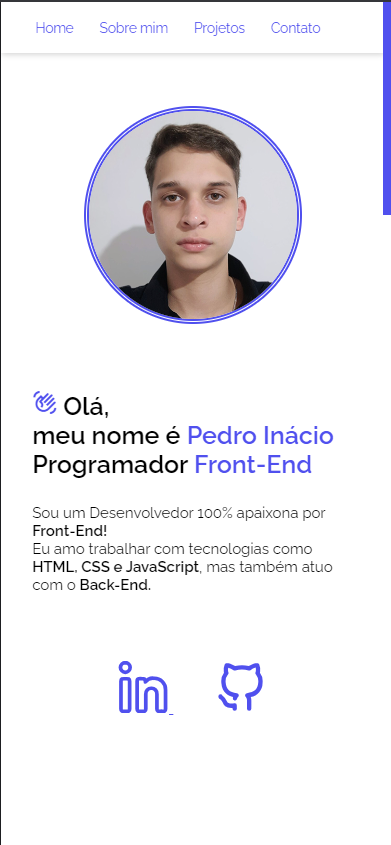 Home Sobre mim Projetos Contato
Olá,
meu nome é Pedro Inácio
Programador Front-End
Sou um Desenvolvedor 100% apaixona por
Front-End!
Eu amo trabalhar com tecnologias como
HTML, CSS e JavaScript, mas também atuo
com o Back-End.
in